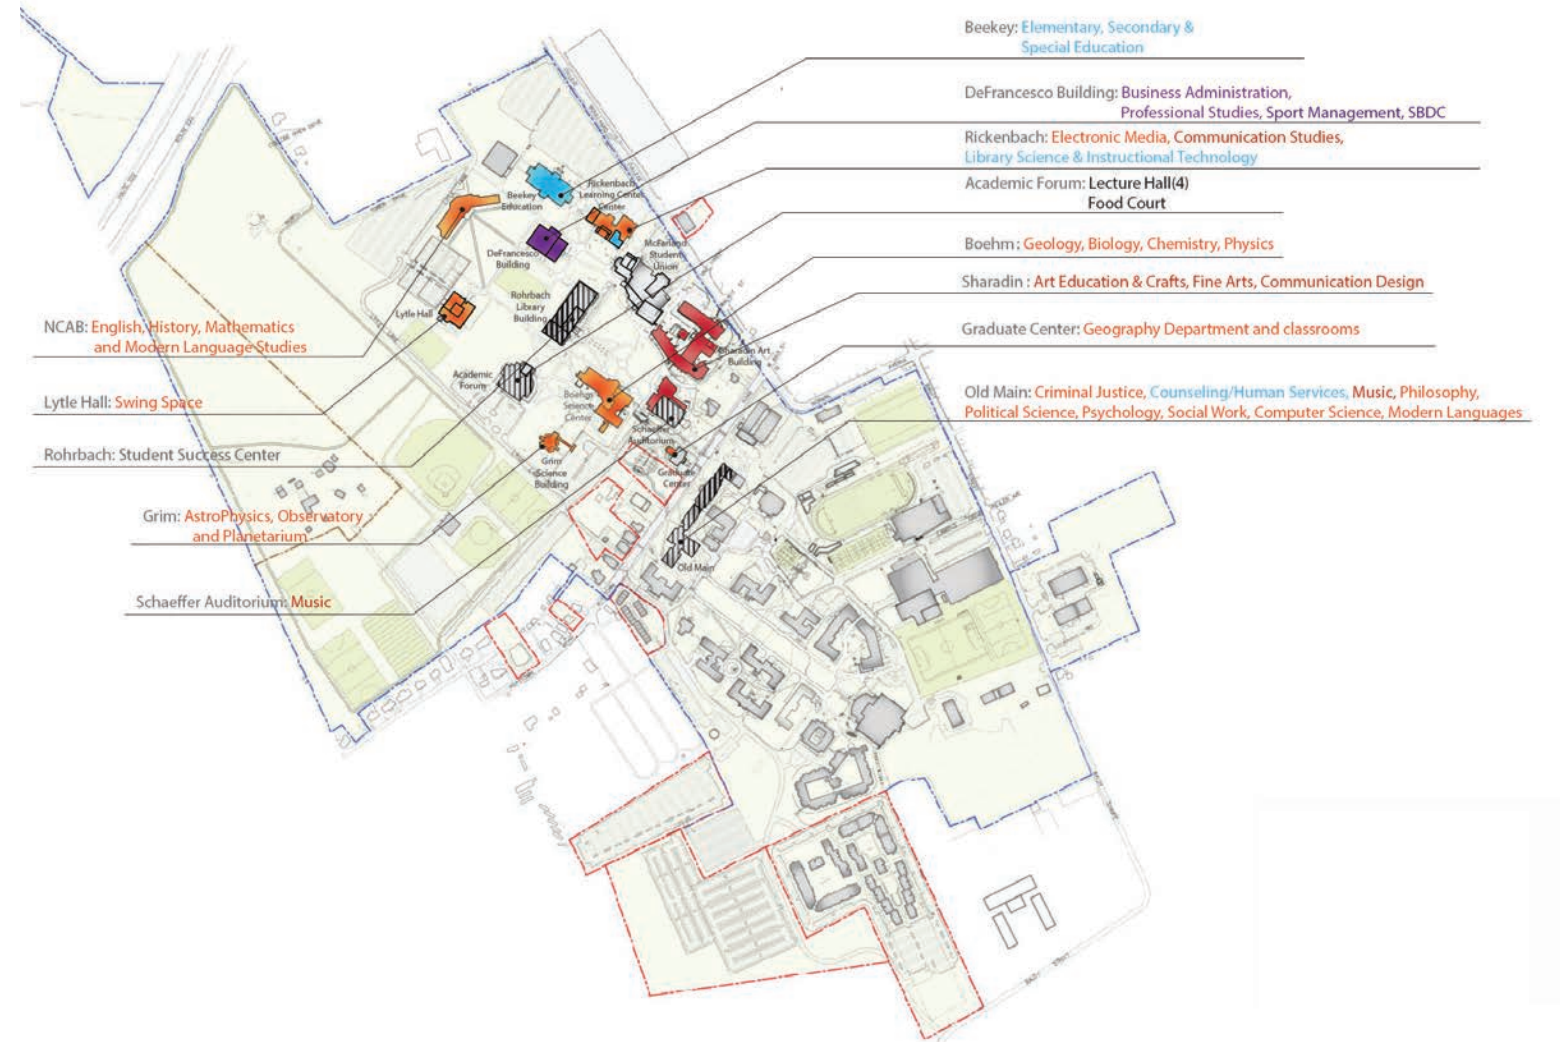 Beekey: Elementary, Secondary &
Special Education
DeFrancesco Building: Business Administration,
Professional Studies, Sport Management, SBDC
Rickenbach: Electronic Media, Communication Studies,
Library Science & Instructional Technology
Academic Forum: Lecture Hall(4)
Food Court
Boehm: Geology, Biology, Chemistry, Physics
Sharadin : Art Education & Crafts, Fine Arts, Communication Design
Graduate Center: Geography Department and classrooms
Old Main: Criminal Justice, Counseling/Human Services, Music, Philosophy,
Political Science, Psychology, Social Work, Computer Science, Modern Languages
NCAB: English, History, Mathematics
and Modern Language Studies
Lytle Hall: Swing Space
Rohrbach: Student Success Center
Grim: AstroPhysics, Observatory
and Planetarium
Schaeffer Auditorium: Music
Beekey
Education
Rickenbach
Learning Center
Center
DeFrancesco
Building
McFarland
Student
Union
Rohrbach
Library
Building
Lytle Hall
Academic
Forum
Sharadin Art
Building
Boehm
Science
Center
Schaeffer
Auditorium
Grim
Science
Building
Graduate
Center
Old Main